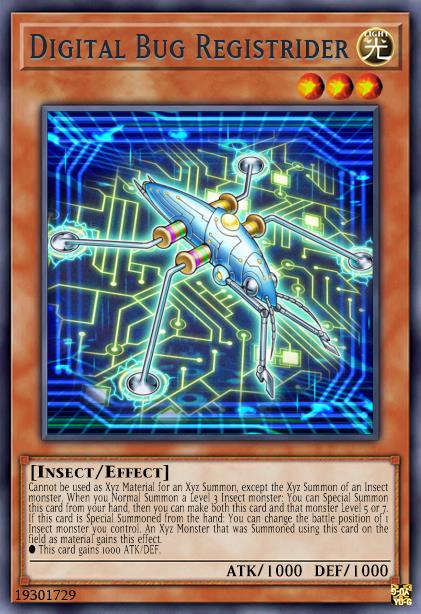 DIGITAL BUG REGISTRIDER
LIGHT
光
[INSECT/EFFECT]
Cannot be used as Xyz Material for an Xyz Summon, except the Xyz Summon of an Insect
monster. When you Normal Summon a Level 3 Insect monster: You can Special Summon
this card from your hand, then you can make both this card and that monster Level 5 or 7.
If this card is Special Summoned from the hand: You can change the battle position of 1
Insect monster you control. An Xyz Monster that was Summoned using this card on the
field as material gains this effect.
● This card gains 1000 ATK/DEF.
ATK/1000 DEF/1000
19301729